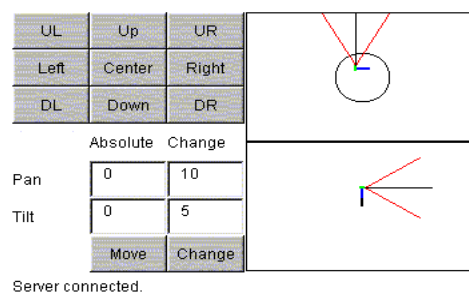 UL Up UR
Left Center Right
DL Down DR
Absolute Change
Pan 0 10
Tilt 0 5
Move Change
Server connected.